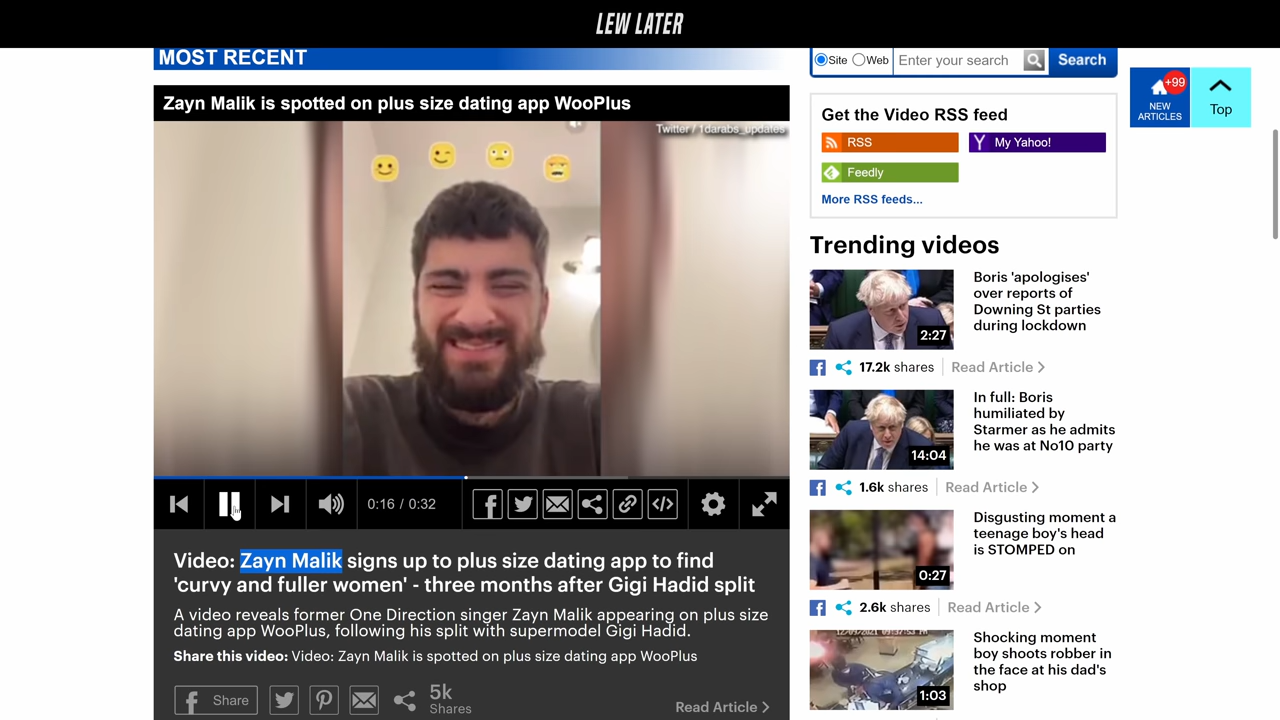 LEW LATER
MOST RECENT
Site Web Enter your search Search
+99
NEW
ARTICLES
Top
Zayn Malik is spotted on plus size dating app WooPlus
Twitter / 1darabs_updates
Get the Video RSS feed
RSS
My Yahoo!
Feedly
More RSS feeds...
Trending videos
Boris 'apologises'
over reports of
Downing St parties
during lockdown
2:27
17.2k shares
Read Article
In full: Boris
humiliated by
Starmer as he admits
he was at No10 party
14:04
1.6k shares
Read Article
Disgusting moment a
teenage boy's head
is STOMPED on
0:27
2.6k shares
Read Article
Shocking moment
boy shoots robber in
the face at his dad's
shop
1:03
0:16 / 0:32
Video: Zayn Malik signs up to plus size dating app to find
'curvy and fuller women' - three months after Gigi Hadid split
A video reveals former One Direction singer Zayn Malik appearing on plus size
dating app WooPlus, following his split with supermodel Gigi Hadid.
Share this video: Video: Zayn Malik is spotted on plus size dating app WooPlus
Share
5k
Shares
Read Article